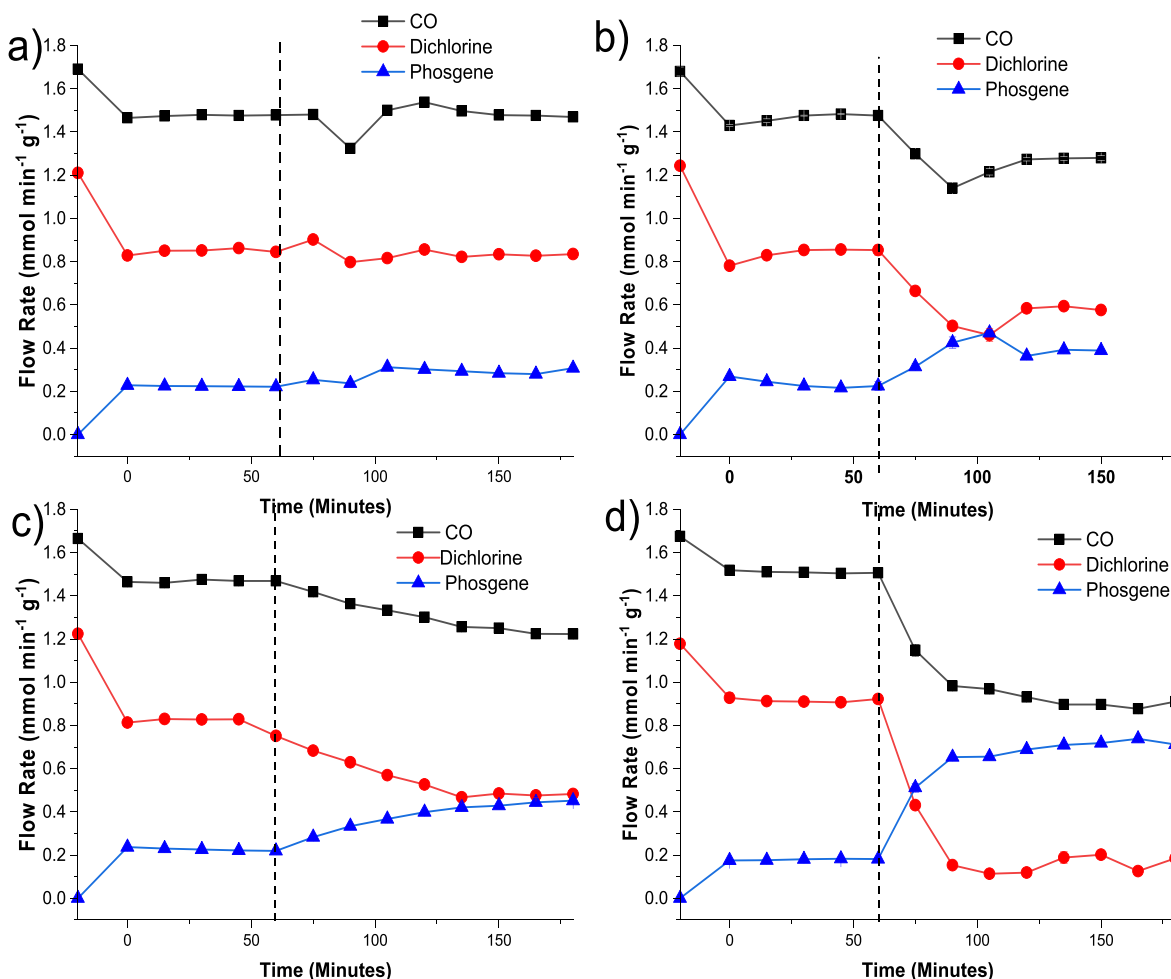 a)
CO
Dichlorine
Phosgene
1.8
1.6
1.4
1.2
1.0
0.8
0.6
0.4
0.2
0.0
Flow Rate (mmol min⁻¹ g⁻¹)
0 50 100 150
Time (Minutes)
b)
CO
Dichlorine
Phosgene
1.8
1.6
1.4
1.2
1.0
0.8
0.6
0.4
0.2
0.0
Flow Rate (mmol min⁻¹ g⁻¹)
0 50 100 150
Time (Minutes)
c)
CO
Dichlorine
Phosgene
1.8
1.6
1.4
1.2
1.0
0.8
0.6
0.4
0.2
0.0
Flow Rate (mmol min⁻¹ g⁻¹)
0 50 100 150
Time (Minutes)
d)
CO
Dichlorine
Phosgene
1.8
1.6
1.4
1.2
1.0
0.8
0.6
0.4
0.2
0.0
Flow Rate (mmol min⁻¹ g⁻¹)
0 50 100 150
Time (Minutes)